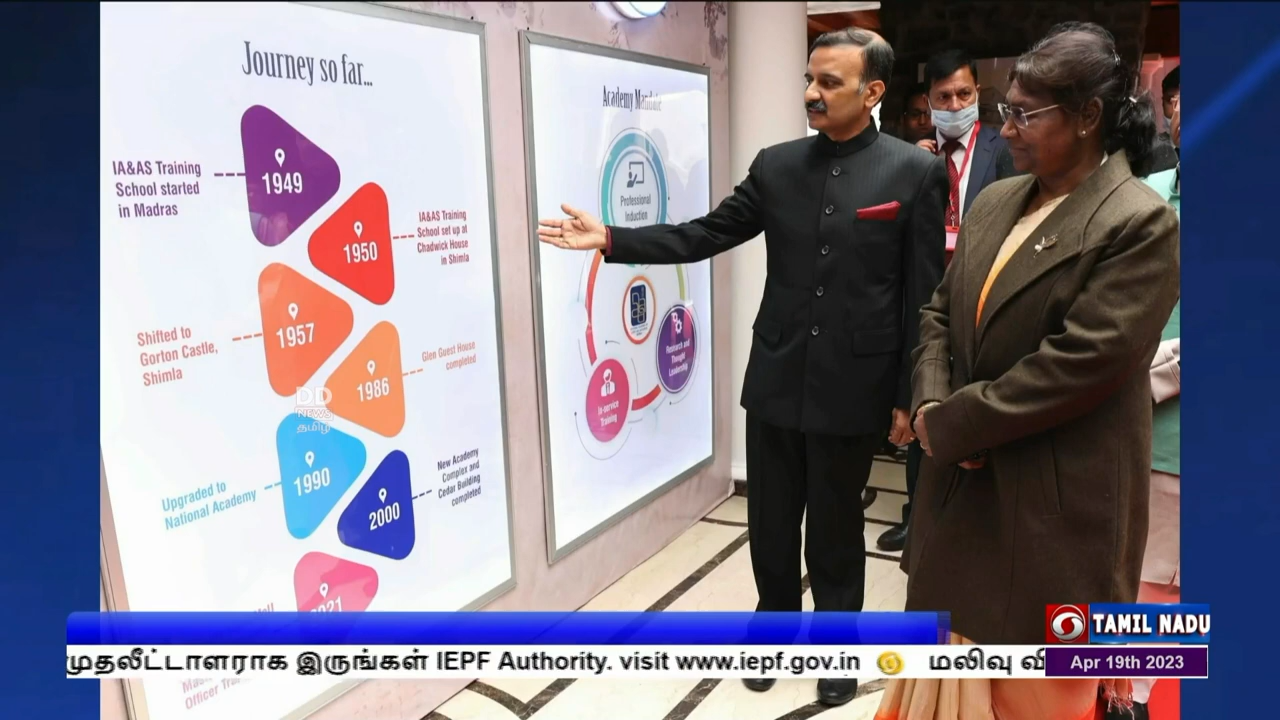 Journey so far...
IA&AS Training
School started
in Madras
1949
1950
IA&AS Training
School set up at
Chadwick House
in Shimla
Shifted to
Gorton Castle,
Shimla
1957
1986
Glen Guest House
completed
Upgraded to
National Academy
1990
2000
New Academy
Complex and
Cedar Building
completed
2021
Officer
Academy Mandate
Professional
Induction
Research and
Thought
Leadership
In-service
Training
DD
NEWS
தமிழ்
TAMIL NADU
முதலீட்டாளராக இருங்கள் IEPF Authority. visit www.iepf.gov.in மலிவு
Apr 19th 2023